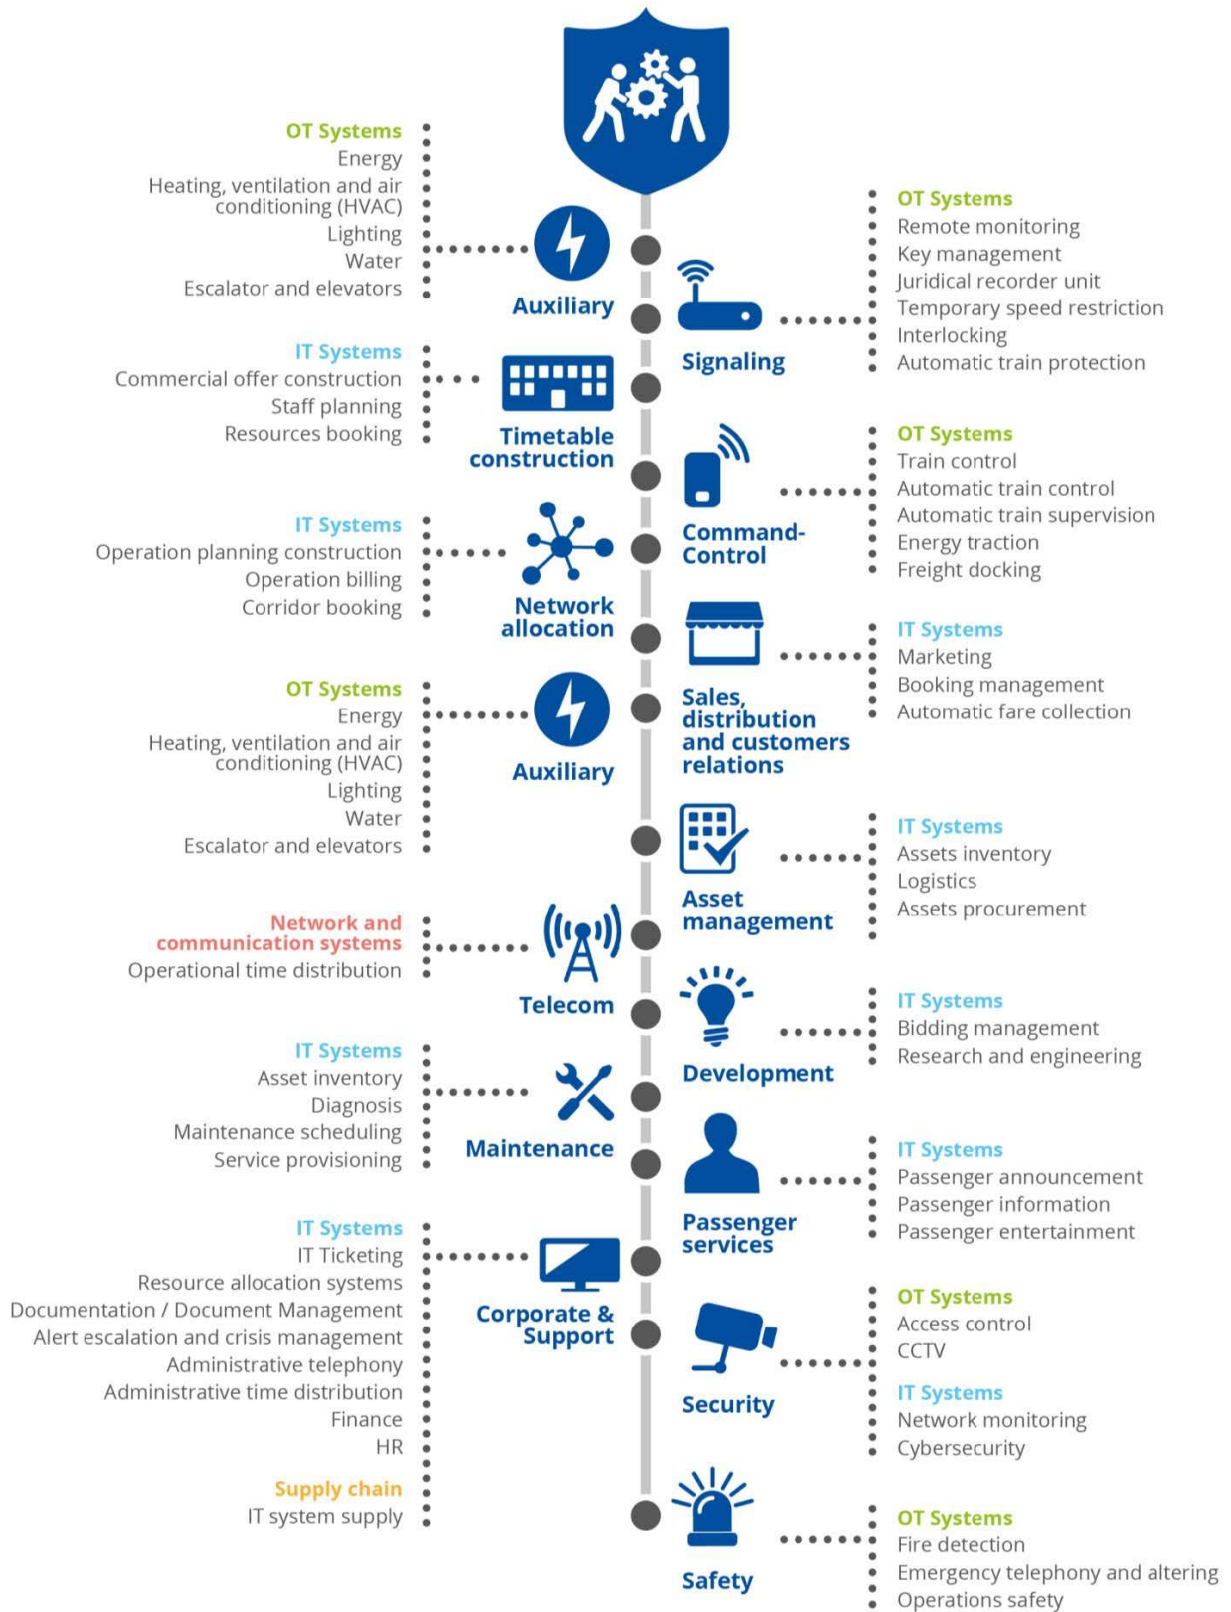 OT Systems
Energy
Heating, ventilation and air
conditioning (HVAC)
Lighting
Water
Escalator and elevators
Auxiliary
OT Systems
Remote monitoring
Key management
Juridical recorder unit
Temporary speed restriction
Interlocking
Automatic train protection
Signaling
IT Systems
Commercial offer construction
Staff planning
Resources booking
Timetable
construction
OT Systems
Train control
Automatic train control
Automatic train supervision
Energy traction
Freight docking
Command-
Control
IT Systems
Operation planning construction
Operation billing
Corridor booking
Network
allocation
IT Systems
Marketing
Booking management
Automatic fare collection
Sales,
distribution
and customers
relations
OT Systems
Energy
Heating, ventilation and air
conditioning (HVAC)
Lighting
Water
Escalator and elevators
Auxiliary
IT Systems
Assets inventory
Logistics
Assets procurement
Asset
management
Network and
communication systems
Operational time distribution
Telecom
IT Systems
Bidding management
Research and engineering
Development
IT Systems
Asset inventory
Diagnosis
Maintenance scheduling
Service provisioning
Maintenance
IT Systems
Passenger announcement
Passenger information
Passenger entertainment
Passenger
services
IT Systems
IT Ticketing
Resource allocation systems
Documentation / Document Management
Alert escalation and crisis management
Administrative telephony
Administrative time distribution
Finance
HR
Supply chain
IT system supply
Corporate &
Support
OT Systems
Access control
CCTV
IT Systems
Network monitoring
Cybersecurity
Security
OT Systems
Fire detection
Emergency telephony and altering
Operations safety
Safety